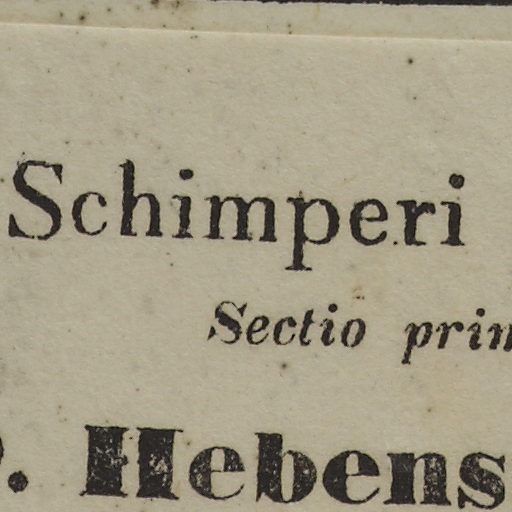 Schimperi
Sectio prim
. Hebens